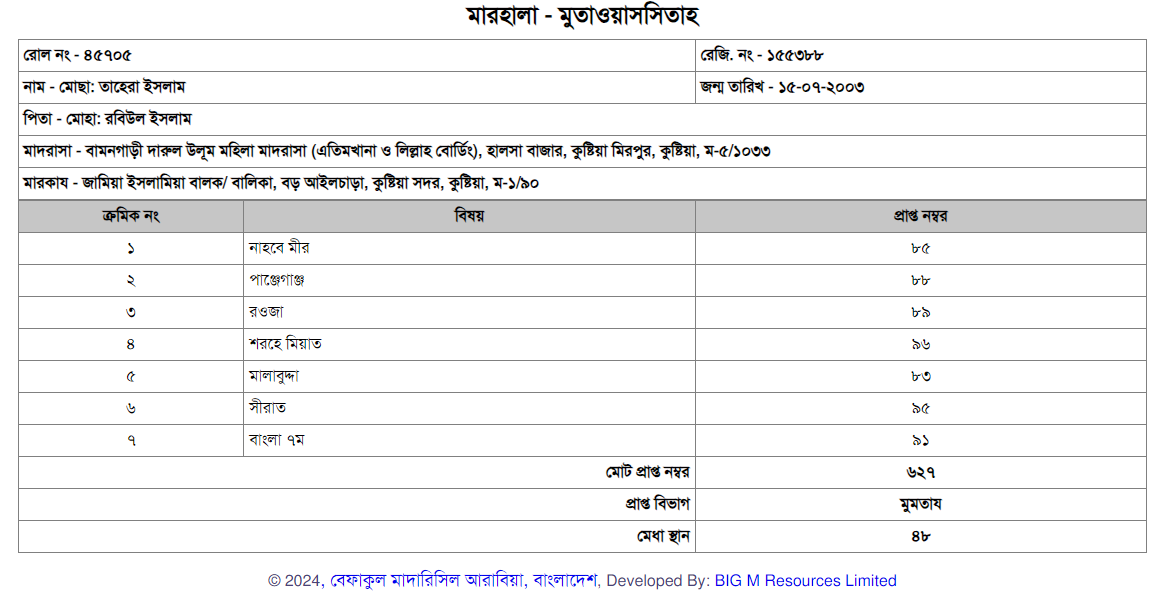 মারহালা - মুতাওয়াসসিতাহ
রোল নং - ৪৫৭০৫ রেজি. নং - ১৫৫৩৮৮
নাম - মোছা: তাহেরা ইসলাম জন্ম তারিখ - ১৫-০৭-২০০৩
পিতা - মোহা: রবিউল ইসলাম
মাদরাসা - বামনগাড়ী দারুল উলূম মহিলা মাদরাসা (এতিমখানা ও লিল্লাহ বোর্ডিং), হালসা বাজার, কুষ্টিয়া মিরপুর, কুষ্টিয়া, ম-৫/১০৩৩
মারকায - জামিয়া ইসলামিয়া বালক/ বালিকা, বড় আইলচাড়া, কুষ্টিয়া সদর, কুষ্টিয়া, ম-১/৯০
ক্রমিক নং বিষয় প্রাপ্ত নম্বর
১ নাহবে মীর ৮৫
২ পাঞ্জেগাঞ্জ ৮৮
৩ রওজা ৮৯
৪ শরহে মিয়াত ৯৬
৫ মালাবুদ্দা ৮৩
৬ সীরাত ৯৫
৭ বাংলা ৭ম ৯১
মোট প্রাপ্ত নম্বর ৬২৭
প্রাপ্ত বিভাগ মুমতায
মেধা স্থান ৪৮
© 2024, বেফাকুল মাদারিসিল আরাবিয়া, বাংলাদেশ, Developed By: BIG M Resources Limited